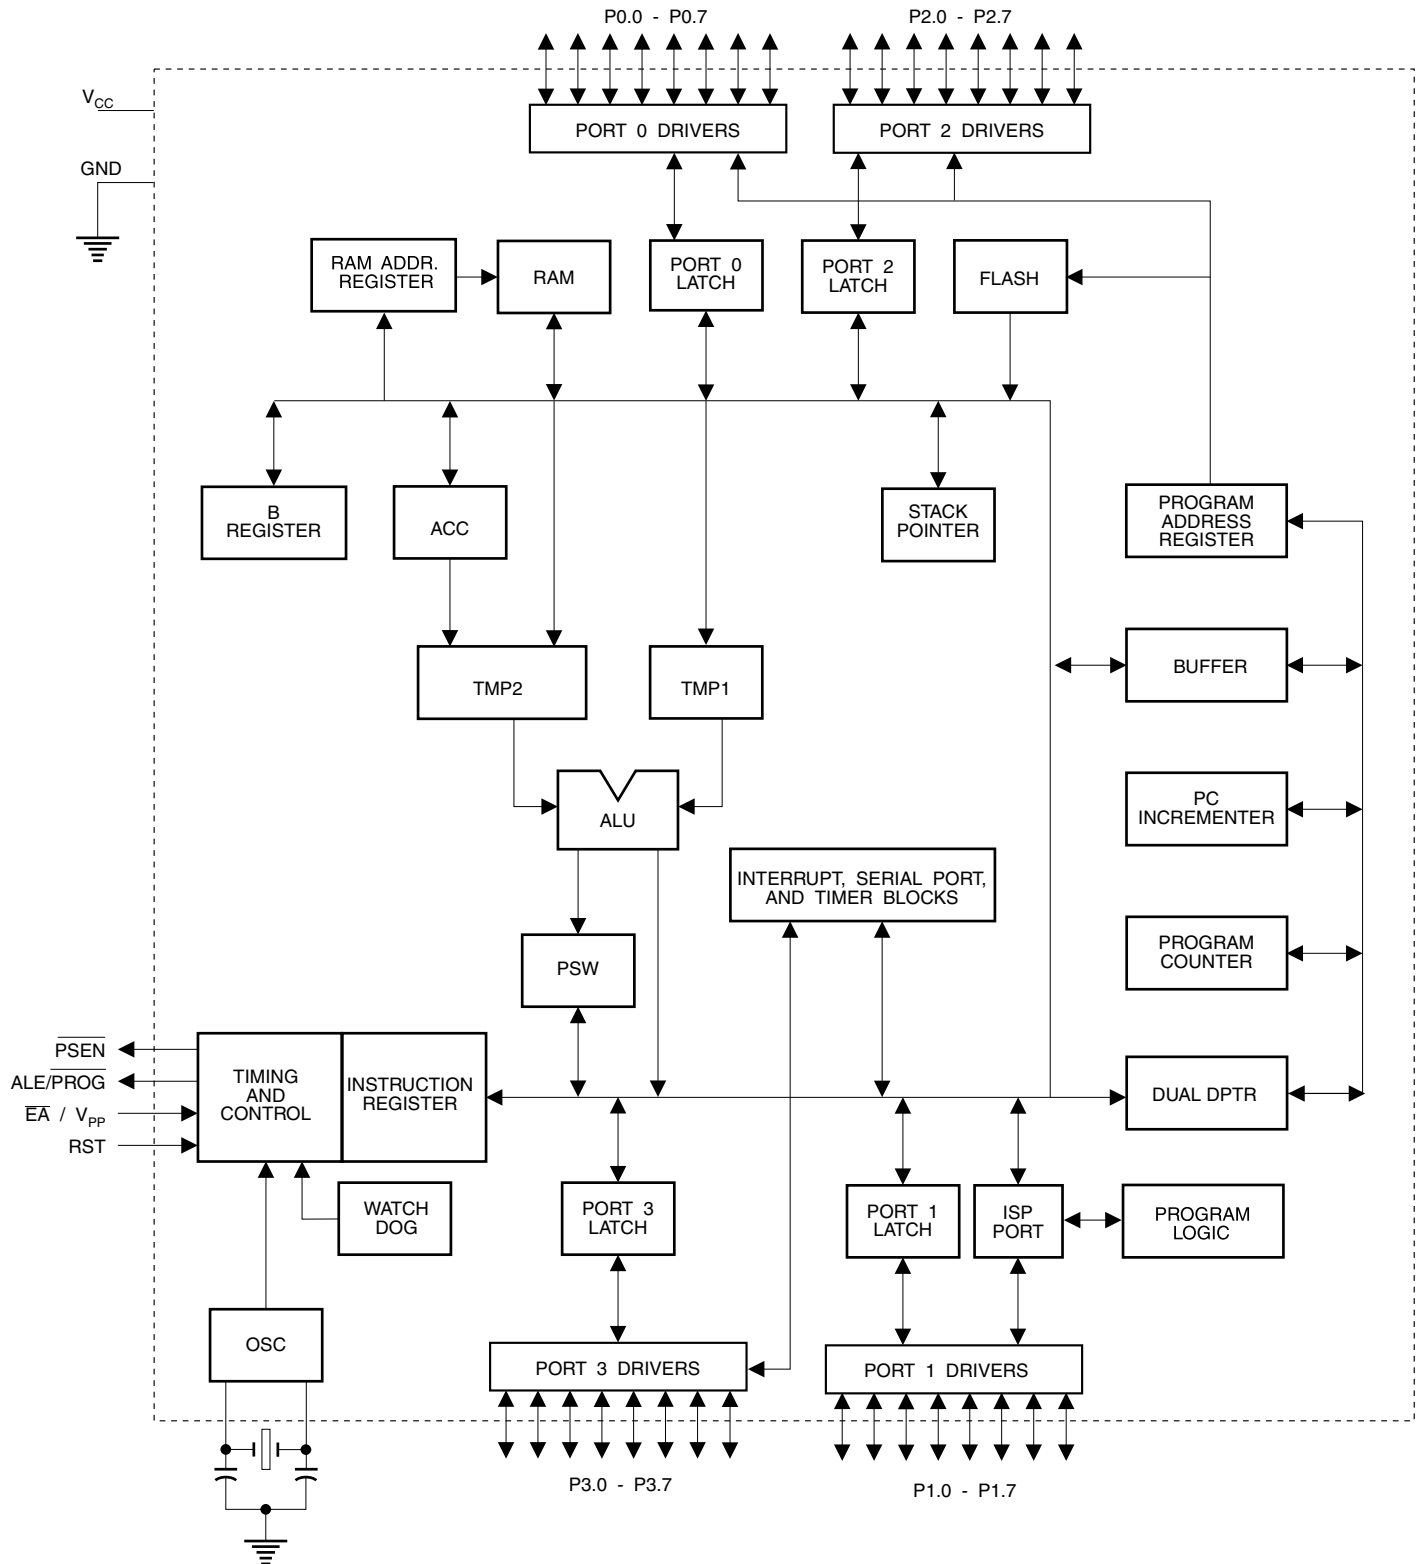 P0.0 - P0.7
P2.0 - P2.7
VCC
GND
PORT 0 DRIVERS
PORT 2 DRIVERS
RAM ADDR.
REGISTER
RAM
PORT 0
LATCH
PORT 2
LATCH
FLASH
B
REGISTER
ACC
STACK
POINTER
PROGRAM
ADDRESS
REGISTER
TMP2
TMP1
BUFFER
ALU
PC
INCREMENTER
INTERRUPT, SERIAL PORT,
AND TIMER BLOCKS
PSW
PROGRAM
COUNTER
PSEN
ALE/PROG
EA / VPP
RST
TIMING
AND
CONTROL
INSTRUCTION
REGISTER
DUAL DPTR
WATCH
DOG
PORT 3
LATCH
PORT 1
LATCH
ISP
PORT
PROGRAM
LOGIC
OSC
PORT 3 DRIVERS
PORT 1 DRIVERS
P3.0 - P3.7
P1.0 - P1.7